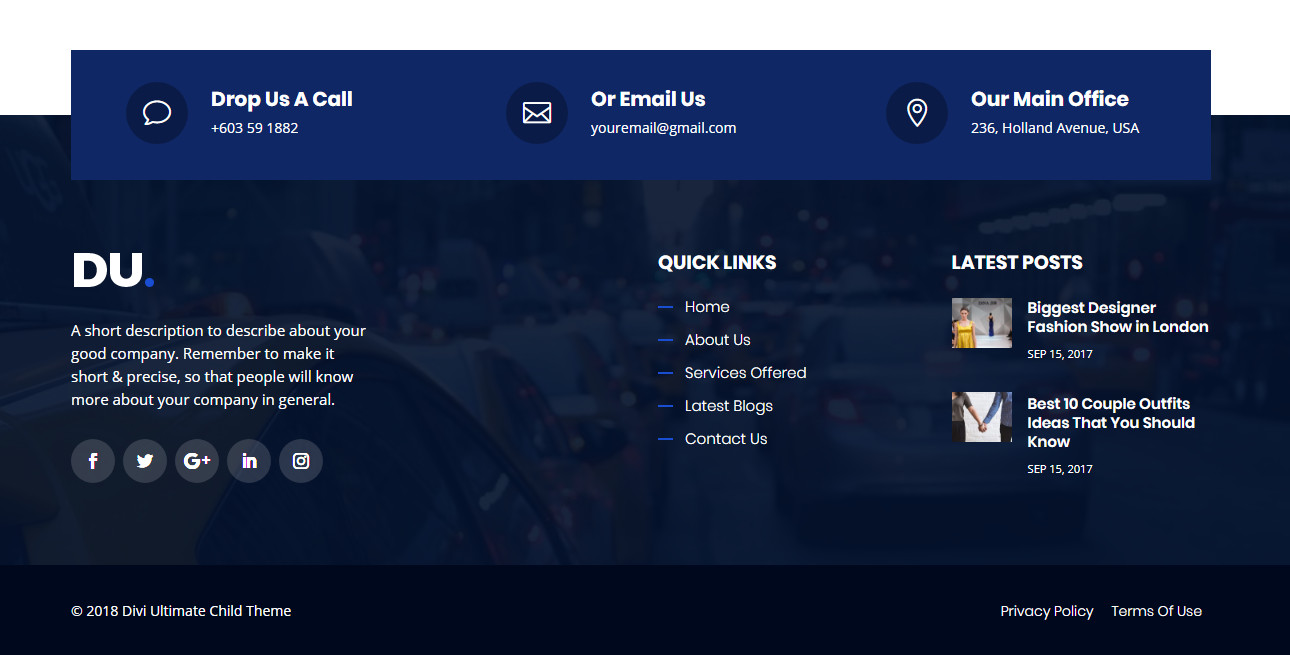 Drop Us A Call
+603 59 1882
Or Email Us
youremail@gmail.com
Our Main Office
236, Holland Avenue, USA
DU.
A short description to describe about your
good company. Remember to make it
short & precise, so that people will know
more about your company in general.
f
G+
in
QUICK LINKS
Home
About Us
Services Offered
Latest Blogs
Contact Us
LATEST POSTS
Biggest Designer
Fashion Show in London
SEP 15, 2017
Best 10 Couple Outfits
Ideas That You Should
Know
SEP 15, 2017
© 2018 Divi Ultimate Child Theme
Privacy Policy
Terms Of Use